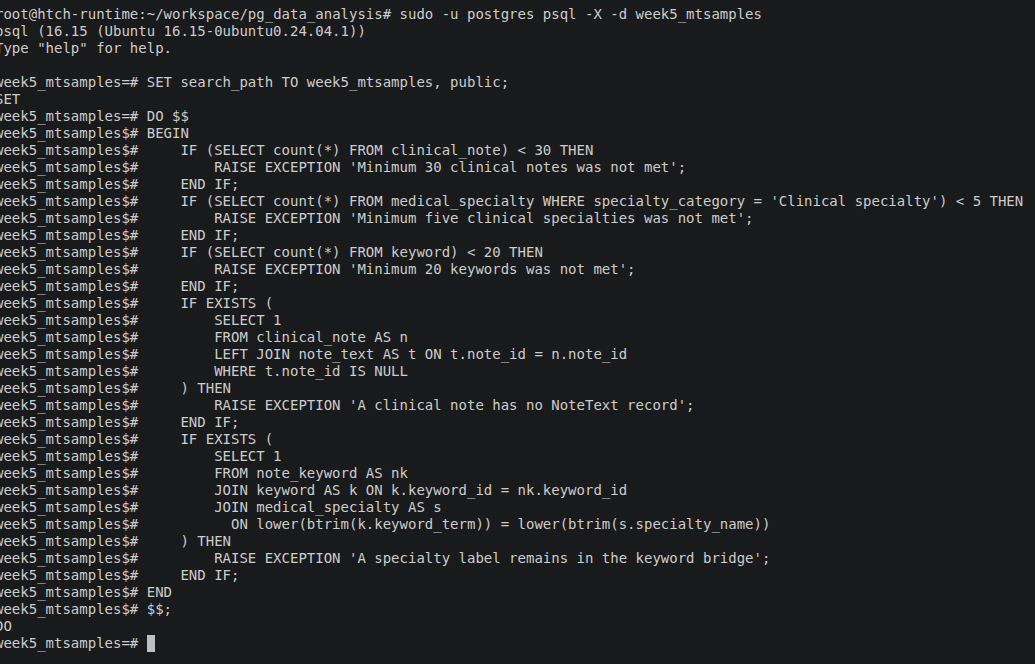 root@htch-runtime:~/workspace/pg_data_analysis# sudo -u postgres psql -X -d week5_mtsamples
psql (16.15 (Ubuntu 16.15-0ubuntu0.24.04.1))
Type "help" for help.

week5_mtsamples=# SET search_path TO week5_mtsamples, public;
SET
week5_mtsamples=# DO $$
week5_mtsamples$# BEGIN
week5_mtsamples$#     IF (SELECT count(*) FROM clinical_note) < 30 THEN
week5_mtsamples$#         RAISE EXCEPTION 'Minimum 30 clinical notes was not met';
week5_mtsamples$#     END IF;
week5_mtsamples$#     IF (SELECT count(*) FROM medical_specialty WHERE specialty_category = 'Clinical specialty') < 5 THEN
week5_mtsamples$#         RAISE EXCEPTION 'Minimum five clinical specialties was not met';
week5_mtsamples$#     END IF;
week5_mtsamples$#     IF (SELECT count(*) FROM keyword) < 20 THEN
week5_mtsamples$#         RAISE EXCEPTION 'Minimum 20 keywords was not met';
week5_mtsamples$#     END IF;
week5_mtsamples$#     IF EXISTS (
week5_mtsamples$#         SELECT 1
week5_mtsamples$#         FROM clinical_note AS n
week5_mtsamples$#         LEFT JOIN note_text AS t ON t.note_id = n.note_id
week5_mtsamples$#         WHERE t.note_id IS NULL
week5_mtsamples$#     ) THEN
week5_mtsamples$#         RAISE EXCEPTION 'A clinical note has no NoteText record';
week5_mtsamples$#     END IF;
week5_mtsamples$#     IF EXISTS (
week5_mtsamples$#         SELECT 1
week5_mtsamples$#         FROM note_keyword AS nk
week5_mtsamples$#         JOIN keyword AS k ON k.keyword_id = nk.keyword_id
week5_mtsamples$#         JOIN medical_specialty AS s
week5_mtsamples$#           ON lower(btrim(k.keyword_term)) = lower(btrim(s.specialty_name))
week5_mtsamples$#     ) THEN
week5_mtsamples$#         RAISE EXCEPTION 'A specialty label remains in the keyword bridge';
week5_mtsamples$#     END IF;
week5_mtsamples$# END
week5_mtsamples$# $$;
DO
week5_mtsamples=#